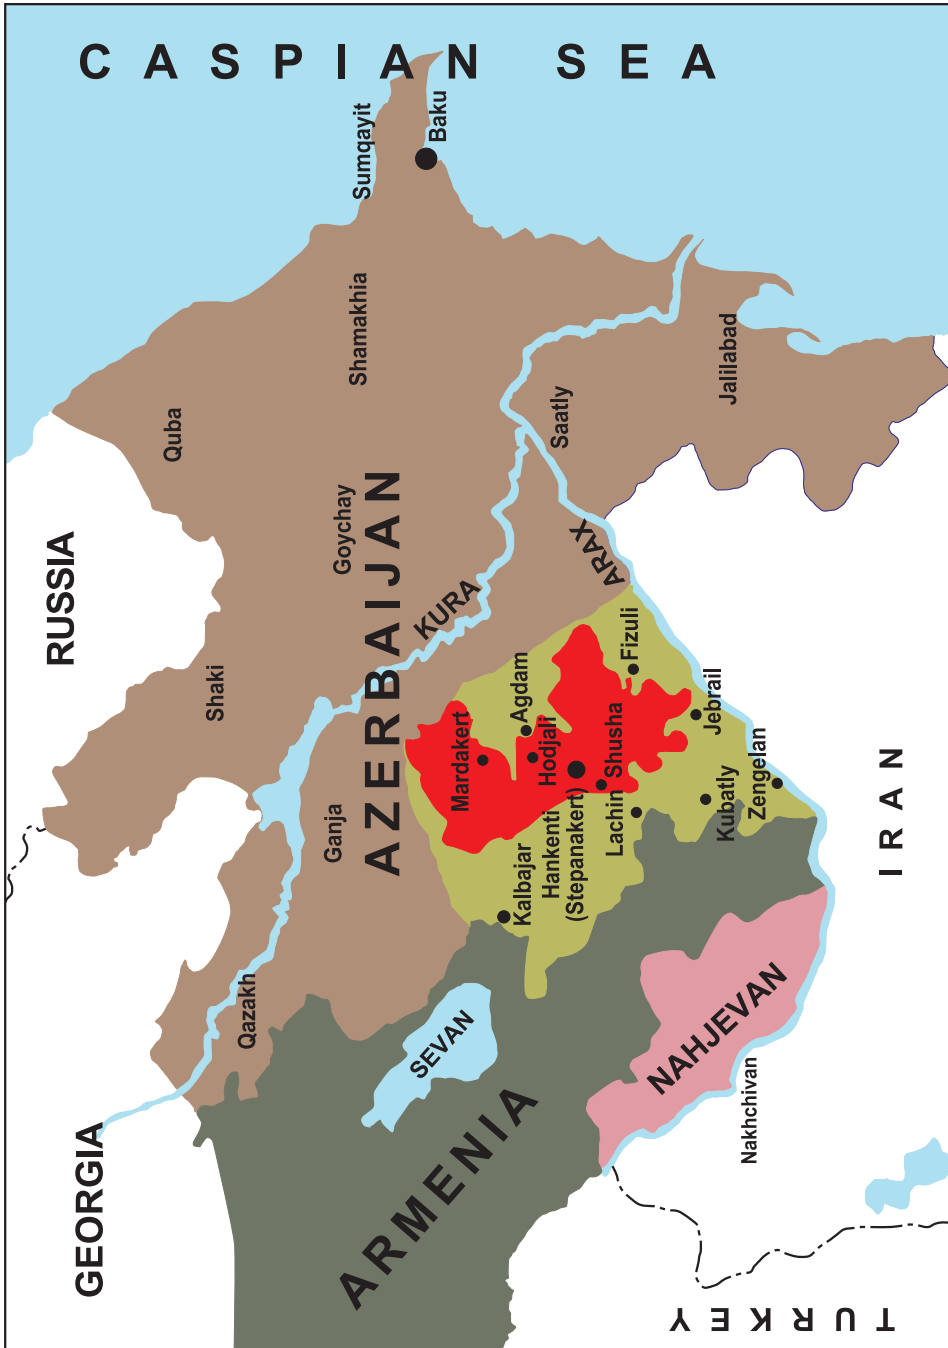 CASPIAN SEA
RUSSIA
GEORGIA
AZERBAIJAN
ARMENIA
NAHJEVAN
IRAN
TURKEY
Quba
Sumqayit
Baku
Shamakhia
Goychay
Shaki
Ganja
Qazakh
KURA
ARAX
Saatly
Jalilabad
SEVAN
Mardakert
Agdam
Hodjali
Kalbajar
Hankenti
(Stepanakert)
Shusha
Lachin
Fizuli
Jebrail
Kubatly
Zengelan
Nakhchivan